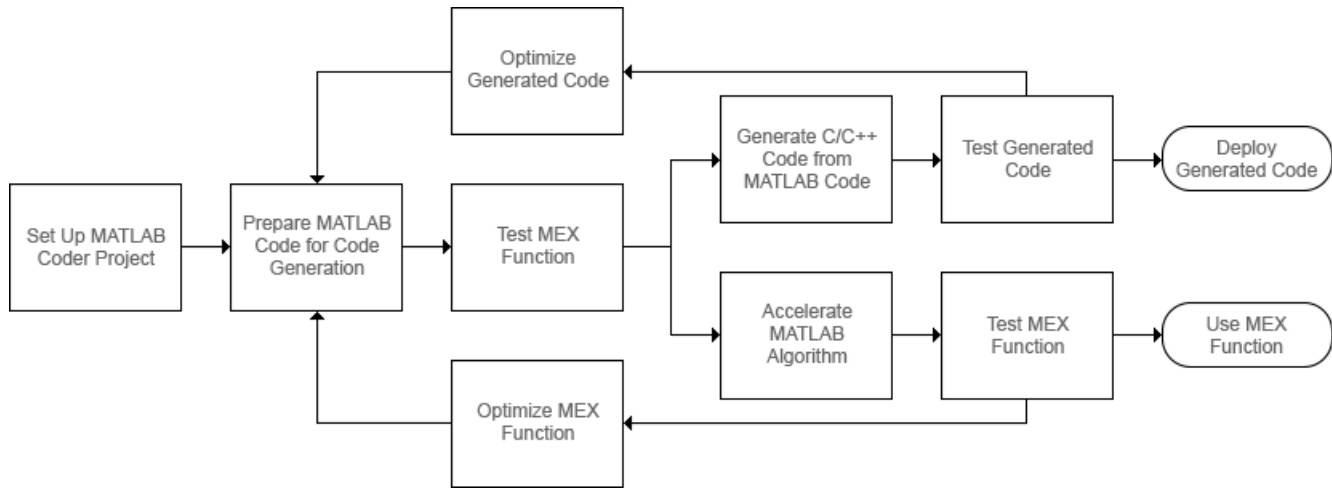 Optimize
Generated Code
Generate C/C++
Code from
MATLAB Code
Test Generated
Code
Deploy
Generated Code
Set Up MATLAB
Coder Project
Prepare MATLAB
Code for Code
Generation
Test MEX
Function
Accelerate
MATLAB
Algorithm
Test MEX
Function
Use MEX
Function
Optimize MEX
Function